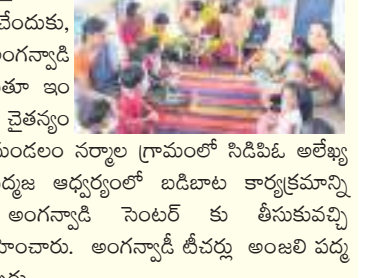 చేందుకు,
అంగన్వాడి
తూ ఇం
చైతన్యం
మండలం నర్మాల గ్రామంలో సిడిపిఓ అలేఖ్య
పద్మజ ఆధ్వర్యంలో బడిబాట కార్యక్రమాన్ని
అంగన్వాడి సెంటర్ కు తీసుకువచ్చి
హించారు. అంగన్వాడీ టీచర్లు అంజలి పద్మ